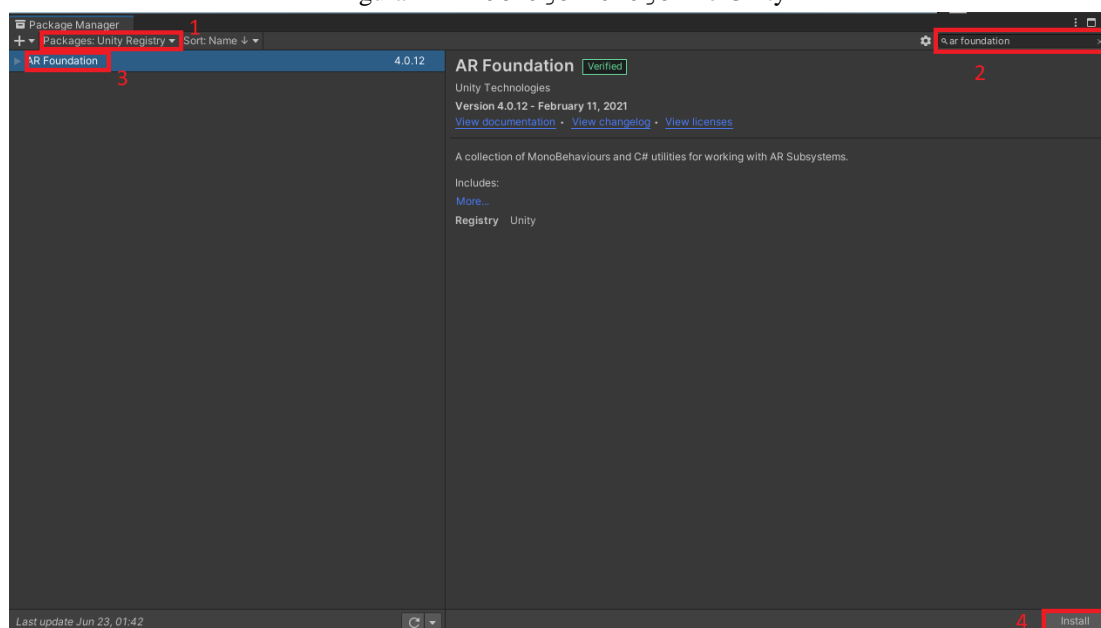 Unity
Package Manager
1
+ Packages: Unity Registry Sort: Name ↓
ar foundation
2
AR Foundation 4.0.12
3
AR Foundation Verified
Unity Technologies
Version 4.0.12 - February 11, 2021
View documentation • View changelog • View licenses
A collection of MonoBehaviours and C# utilities for working with AR Subsystems.
Includes:
More...
Registry Unity
Last update Jun 23, 01:42
4
Install